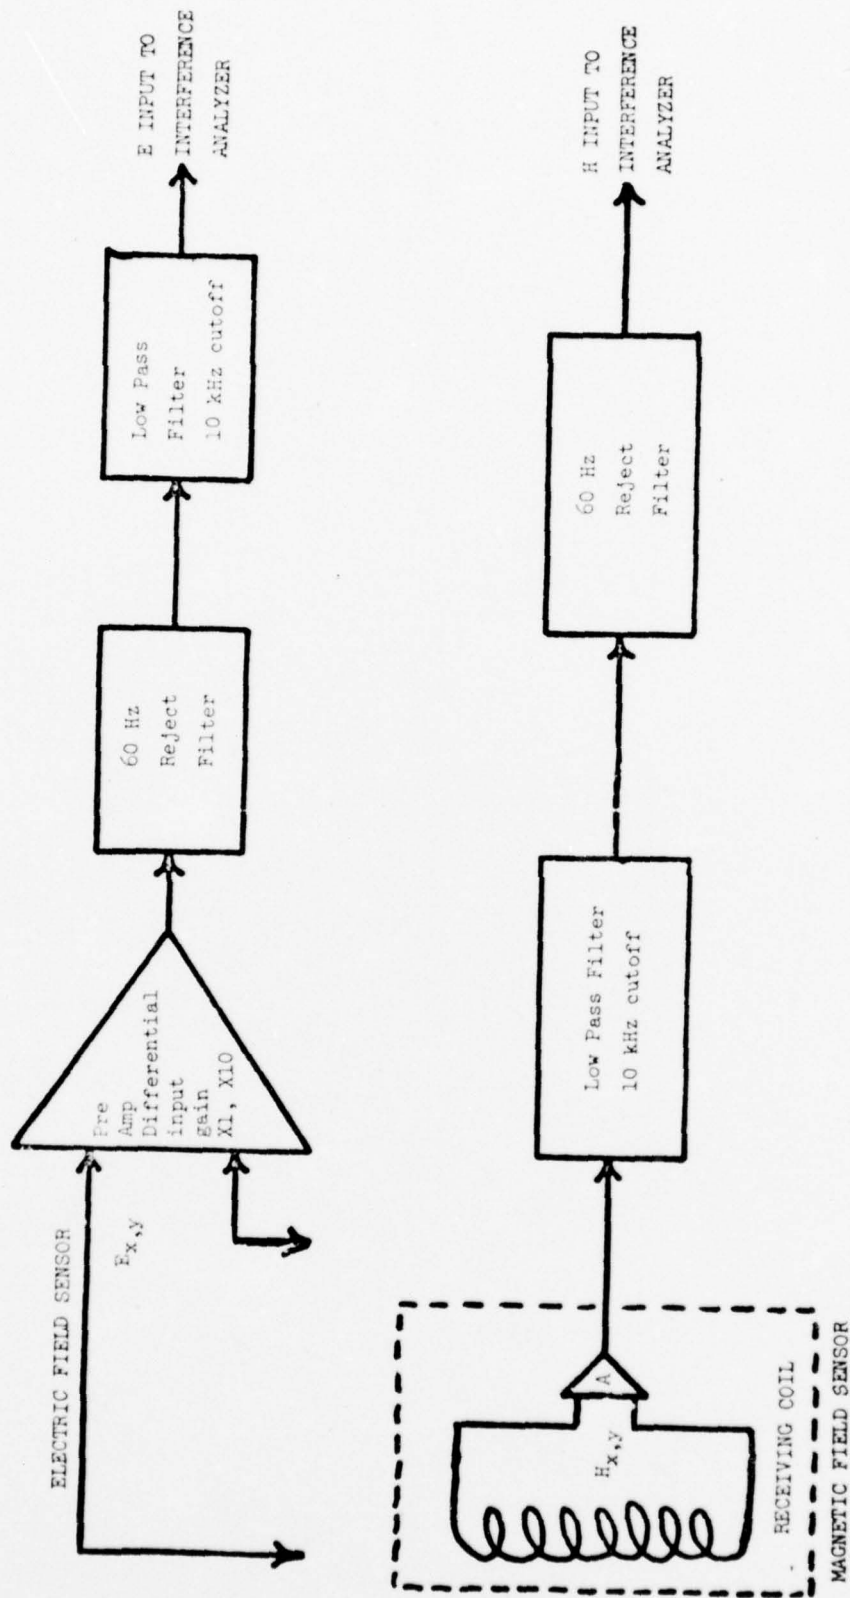 ELECTRIC FIELD SENSOR
Ex,y
Pre
Amp
Differential
input
gain
X1, X10
60 Hz
Reject
Filter
Low Pass
Filter
10 kHz cutoff
E INPUT TO
INTERFERENCE
ANALYZER
Hx,y
A
RECEIVING COIL
MAGNETIC FIELD SENSOR
Low Pass Filter
10 kHz cutoff
60 Hz
Reject
Filter
H INPUT TO
INTERFERENCE
ANALYZER